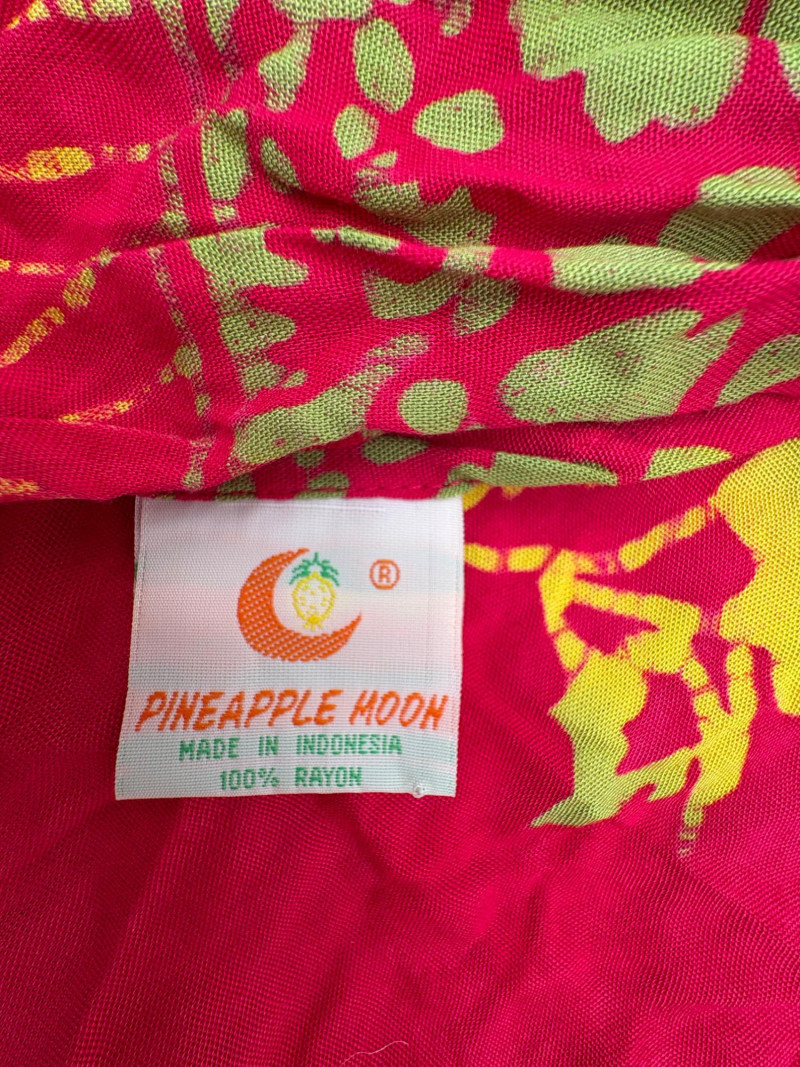 ®
PINEAPPLE MOON
MADE IN INDONESIA
100% RAYON